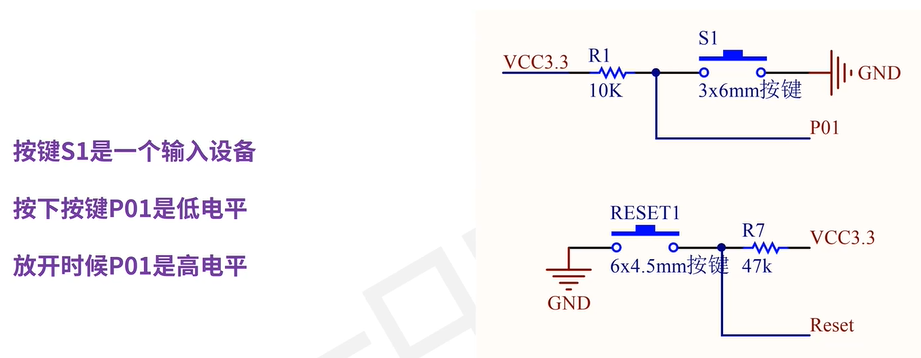 按键S1是一个输入设备
按下按键P01是低电平
放开时候P01是高电平
S1
R1
VCC3.3
GND
10K
3x6mm按键
P01
RESET1
R7
VCC3.3
6x4.5mm按键
47k
GND
Reset